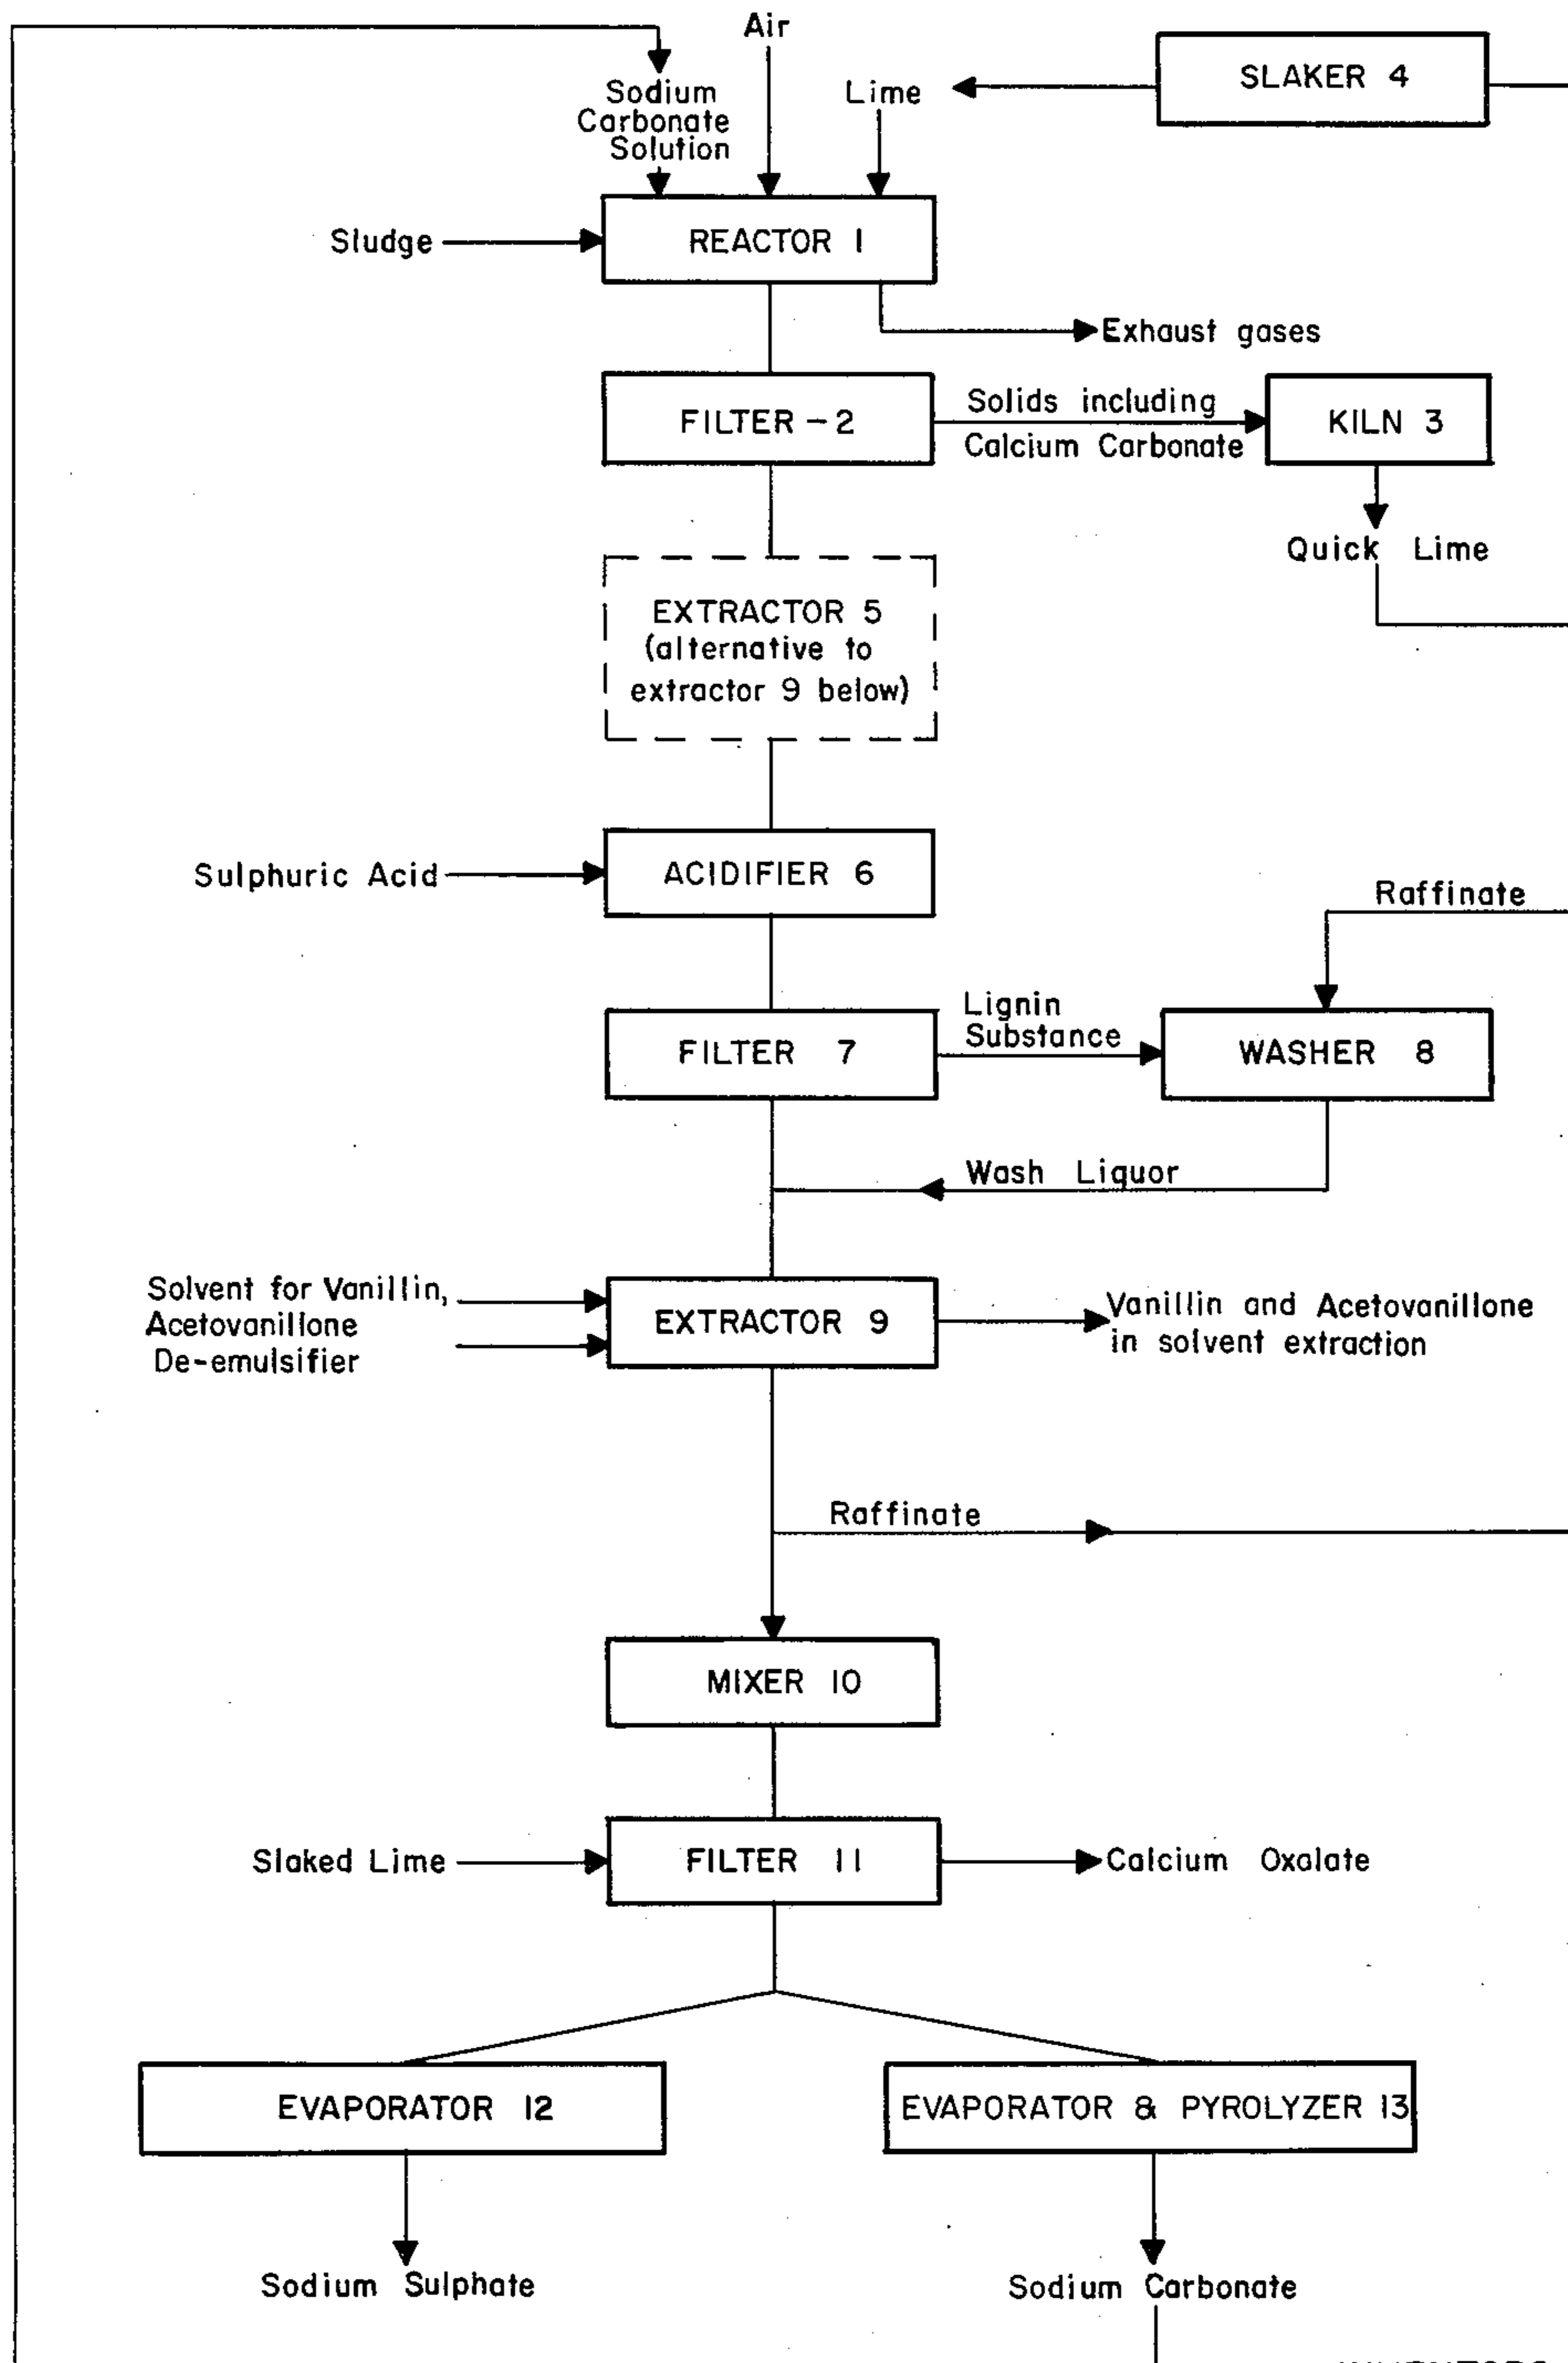 Air
SLAKER 4
Sodium
Carbonate
Solution
Lime
Sludge
REACTOR 1
Exhaust gases
FILTER - 2
Solids including
Calcium Carbonate
KILN 3
Quick Lime
EXTRACTOR 5
(alternative to
extractor 9 below)
Sulphuric Acid
ACIDIFIER 6
Raffinate
FILTER 7
Lignin
Substance
WASHER 8
Wash Liquor
Solvent for Vanillin,
Acetovanillone
De-emulsifier
EXTRACTOR 9
Vanillin and Acetovanillone
in solvent extraction
Raffinate
MIXER 10
Slaked Lime
FILTER 11
Calcium Oxalate
EVAPORATOR 12
EVAPORATOR & PYROLYZER 13
Sodium Sulphate
Sodium Carbonate